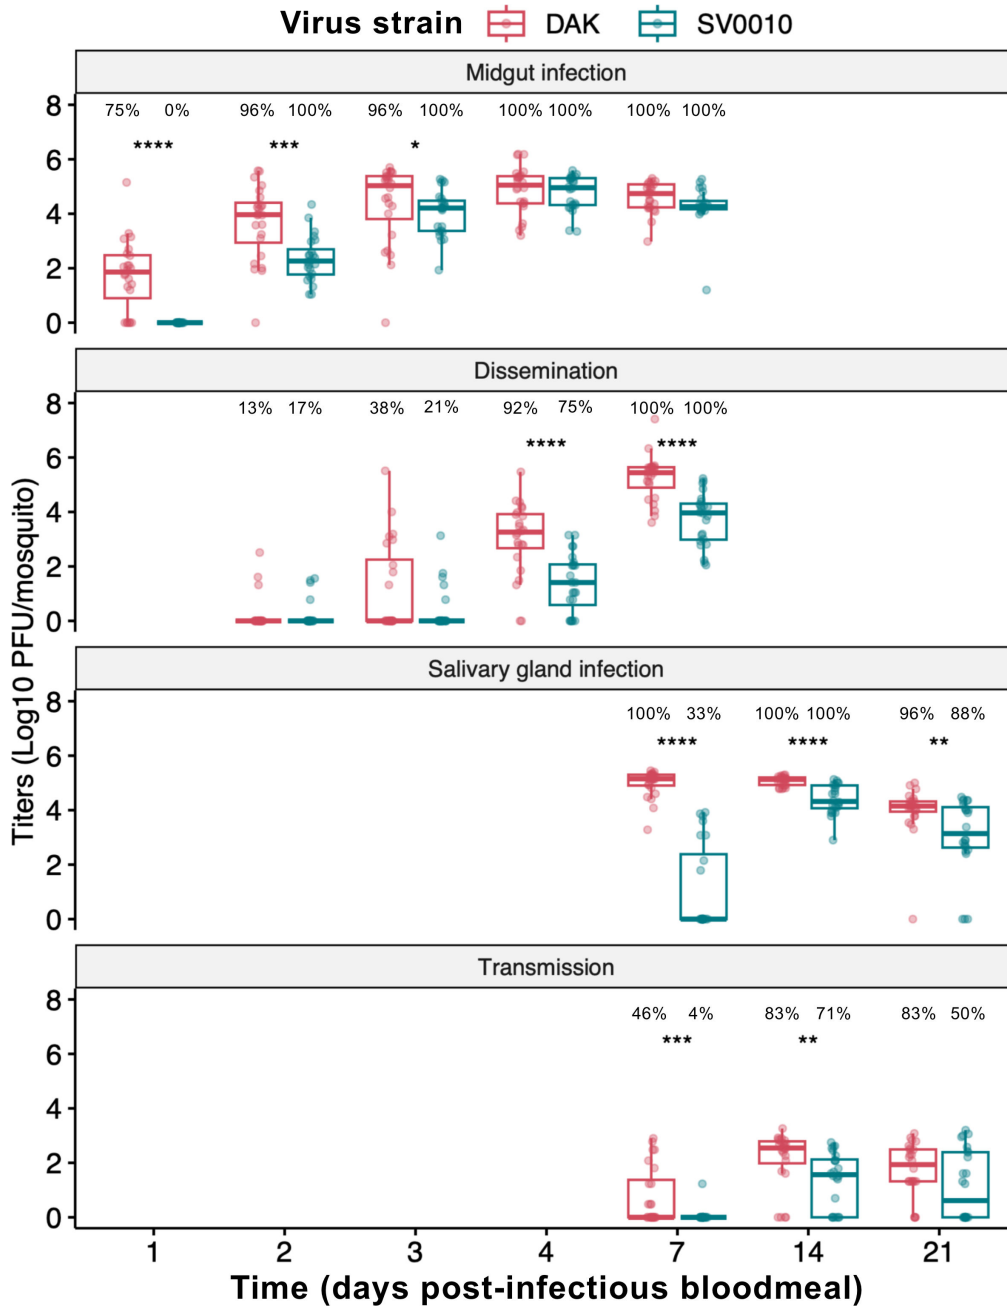 Virus strain DAK SV0010
Midgut infection
8 75% 0% 96% 100% 96% 100% 100% 100% 100% 100%
**** *** *
6
4
2
0
Dissemination
8 13% 17% 38% 21% 92% 75% 100% 100%
**** ****
6
4
2
0
Titers (Log10 PFU/mosquito)
Salivary gland infection
8 100% 33% 100% 100% 96% 88%
**** **** **
6
4
2
0
Transmission
8 46% 4% 83% 71% 83% 50%
*** **
6
4
2
0
1 2 3 4 7 14 21
Time (days post-infectious bloodmeal)